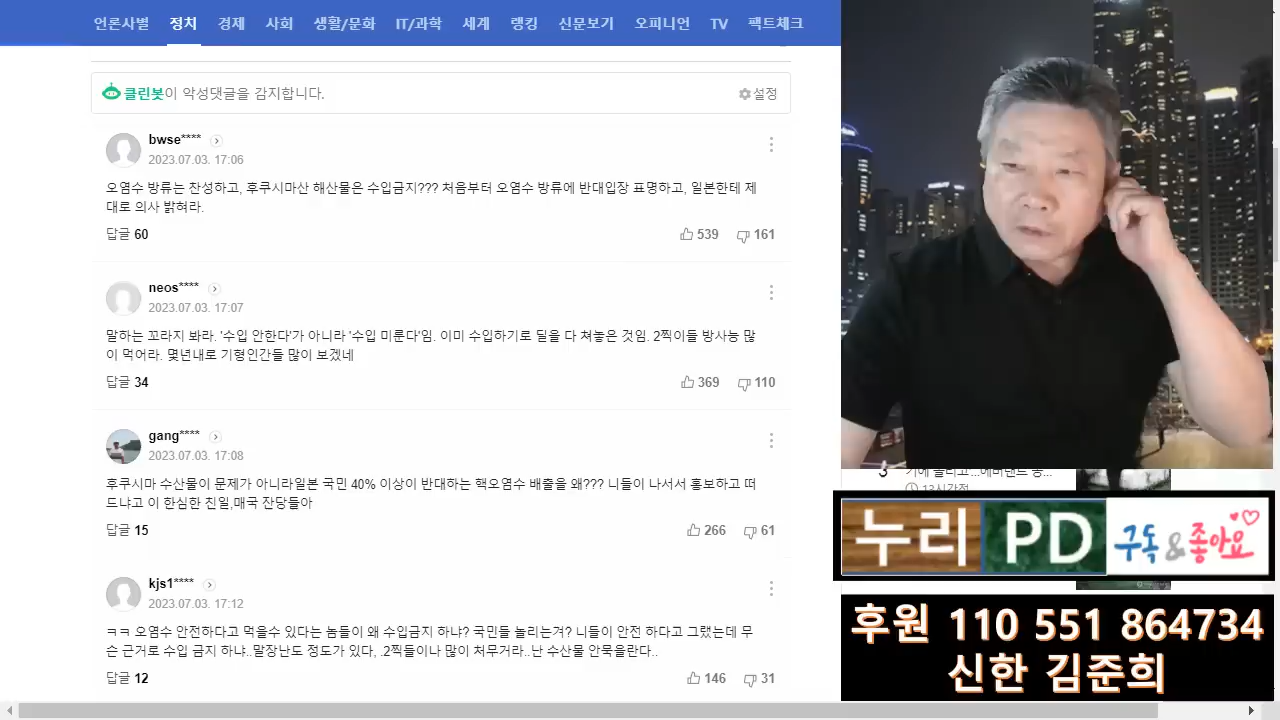 언론사별 정치 경제 사회 생활/문화 IT/과학 세계 랭킹 신문보기 오피니언 TV 팩트체크
클린봇이 악성댓글을 감지합니다.
설정
bwse****
2023.07.03. 17:06
오염수 방류는 찬성하고, 후쿠시마산 해산물은 수입금지??? 처음부터 오염수 방류에 반대입장 표명하고, 일본한테 제
대로 의사 밝혀라.
답글 60
539 161
neos****
2023.07.03. 17:07
말하는 꼬라지 봐라. '수입 안한다'가 아니라 '수입 미룬다'임. 이미 수입하기로 딜을 다 쳐놓은 것임. 2찍이들 방사능 많
이 먹어라. 몇년내로 기형인간들 많이 보겠네
답글 34
369 110
gang****
2023.07.03. 17:08
후쿠시마 수산물이 문제가 아니라일본 국민 40% 이상이 반대하는 핵오염수 배출을 왜??? 니들이 나서서 홍보하고 떠
드냐고 이 한심한 친일,매국 잔당들아
답글 15
266 61
kjs1****
2023.07.03. 17:12
ㅋㅋ 오염수 안전하다고 먹을수 있다는 놈들이 왜 수입금지 하냐? 국민들 놀리는겨? 니들이 안전 하다고 그랬는데 무
슨 근거로 수입 금지하냐..말장난도 정도가 있다, .2찍들이나 많이 처무거라..난 수산물 안묵을란다..
답글 12
146 31
13시간전
누리 PD 구독&좋아요
후원 110 551 864734
신한 김준희